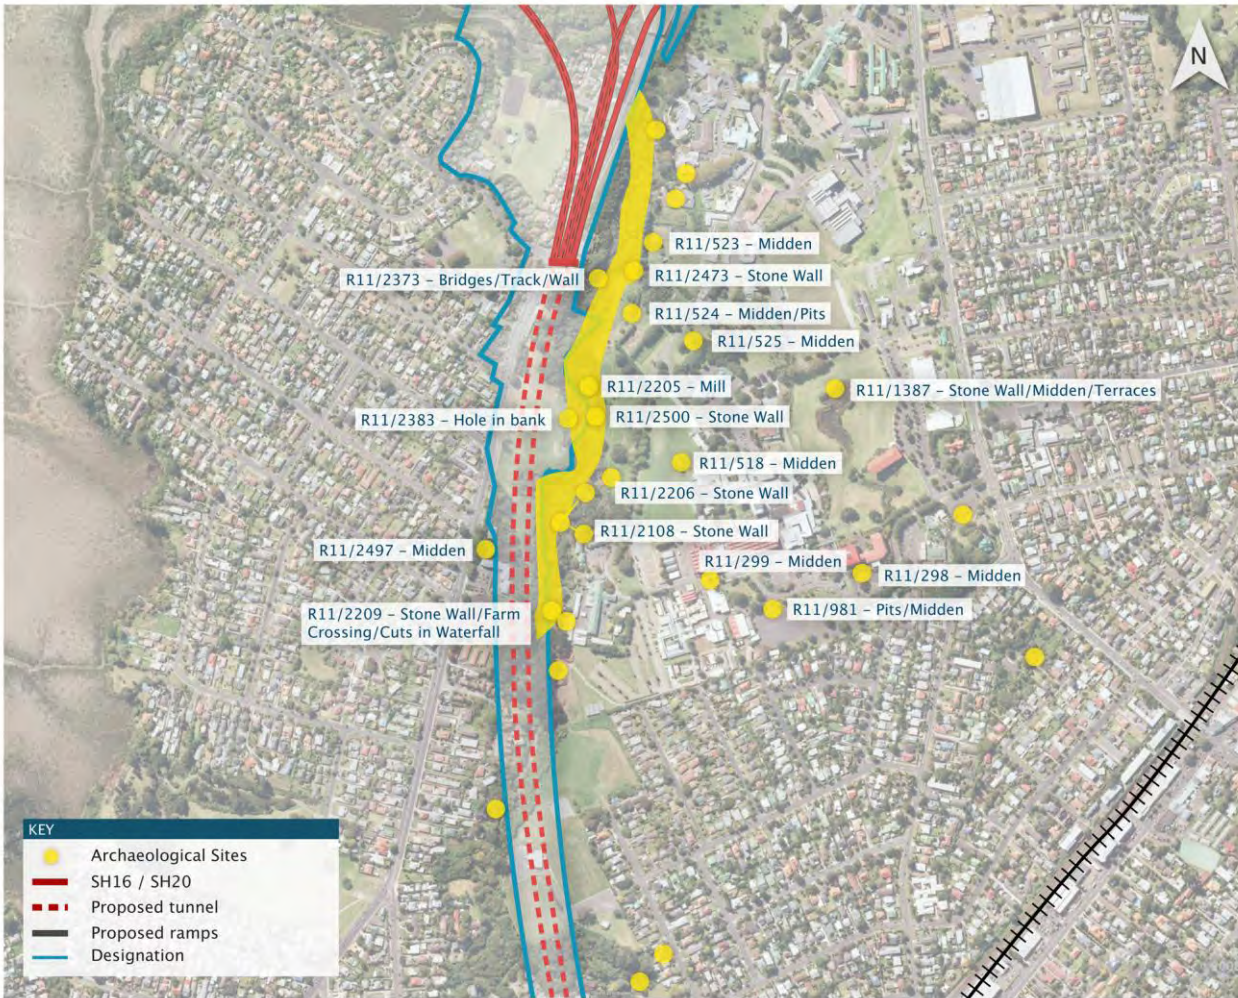 N
R11/523 – Midden
R11/2373 – Bridges/Track/Wall
R11/2473 – Stone Wall
R11/524 – Midden/Pits
R11/525 – Midden
R11/2205 – Mill
R11/1387 – Stone Wall/Midden/Terraces
R11/2383 – Hole in bank
R11/2500 – Stone Wall
R11/518 – Midden
R11/2206 – Stone Wall
R11/2108 – Stone Wall
R11/2497 – Midden
R11/299 – Midden
R11/298 – Midden
R11/2209 – Stone Wall/Farm
Crossing/Cuts in Waterfall
R11/981 – Pits/Midden
KEY
Archaeological Sites
SH16 / SH20
Proposed tunnel
Proposed ramps
Designation